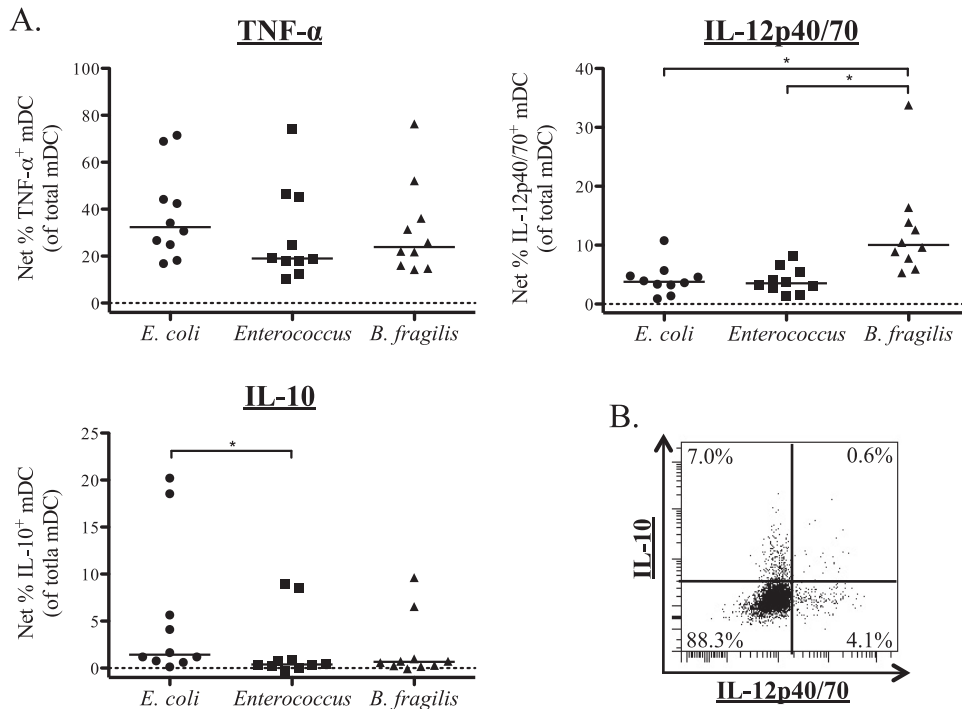 A.
TNF-α
Net % TNF-α+ mDC
(of total mDC)
100
80
60
40
20
0
E. coli
Enterococcus
B. fragilis
IL-12p40/70
Net % IL-12p40/70+ mDC
(of total mDC)
40
30
20
10
0
*
*
E. coli
Enterococcus
B. fragilis
IL-10
Net % IL-10+ mDC
(of totla mDC)
25
20
15
10
5
0
*
E. coli
Enterococcus
B. fragilis
B.
IL-10
7.0%
0.6%
88.3%
4.1%
IL-12p40/70